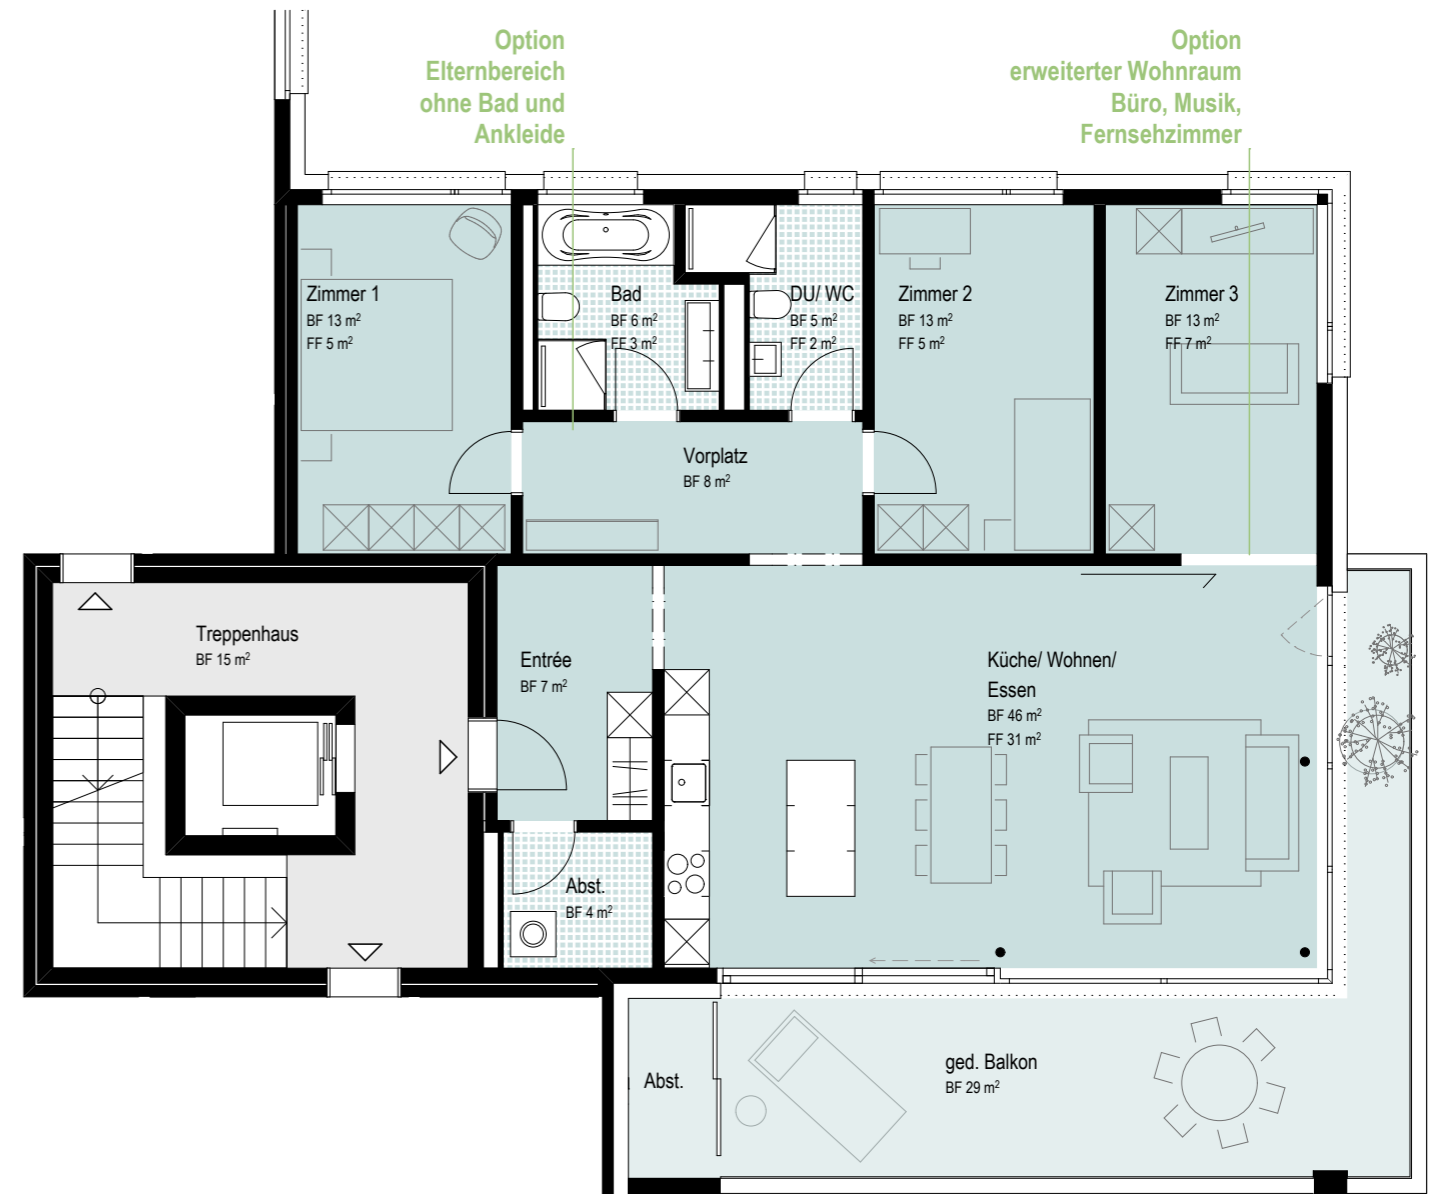 Option
Elternbereich
ohne Bad und
Ankleide
Option
erweiterter Wohnraum
Büro, Musik,
Fernsehzimmer
Zimmer 1
BF 13 m²
FF 5 m²
Bad
BF 6 m²
FF 3 m²
DU/ WC
BF 5 m²
FF 2 m²
Zimmer 2
BF 13 m²
FF 5 m²
Zimmer 3
BF 13 m²
FF 7 m²
Vorplatz
BF 8 m²
Treppenhaus
BF 15 m²
Entrée
BF 7 m²
Küche/ Wohnen/
Essen
BF 46 m²
FF 31 m²
Abst.
BF 4 m²
Abst.
ged. Balkon
BF 29 m²